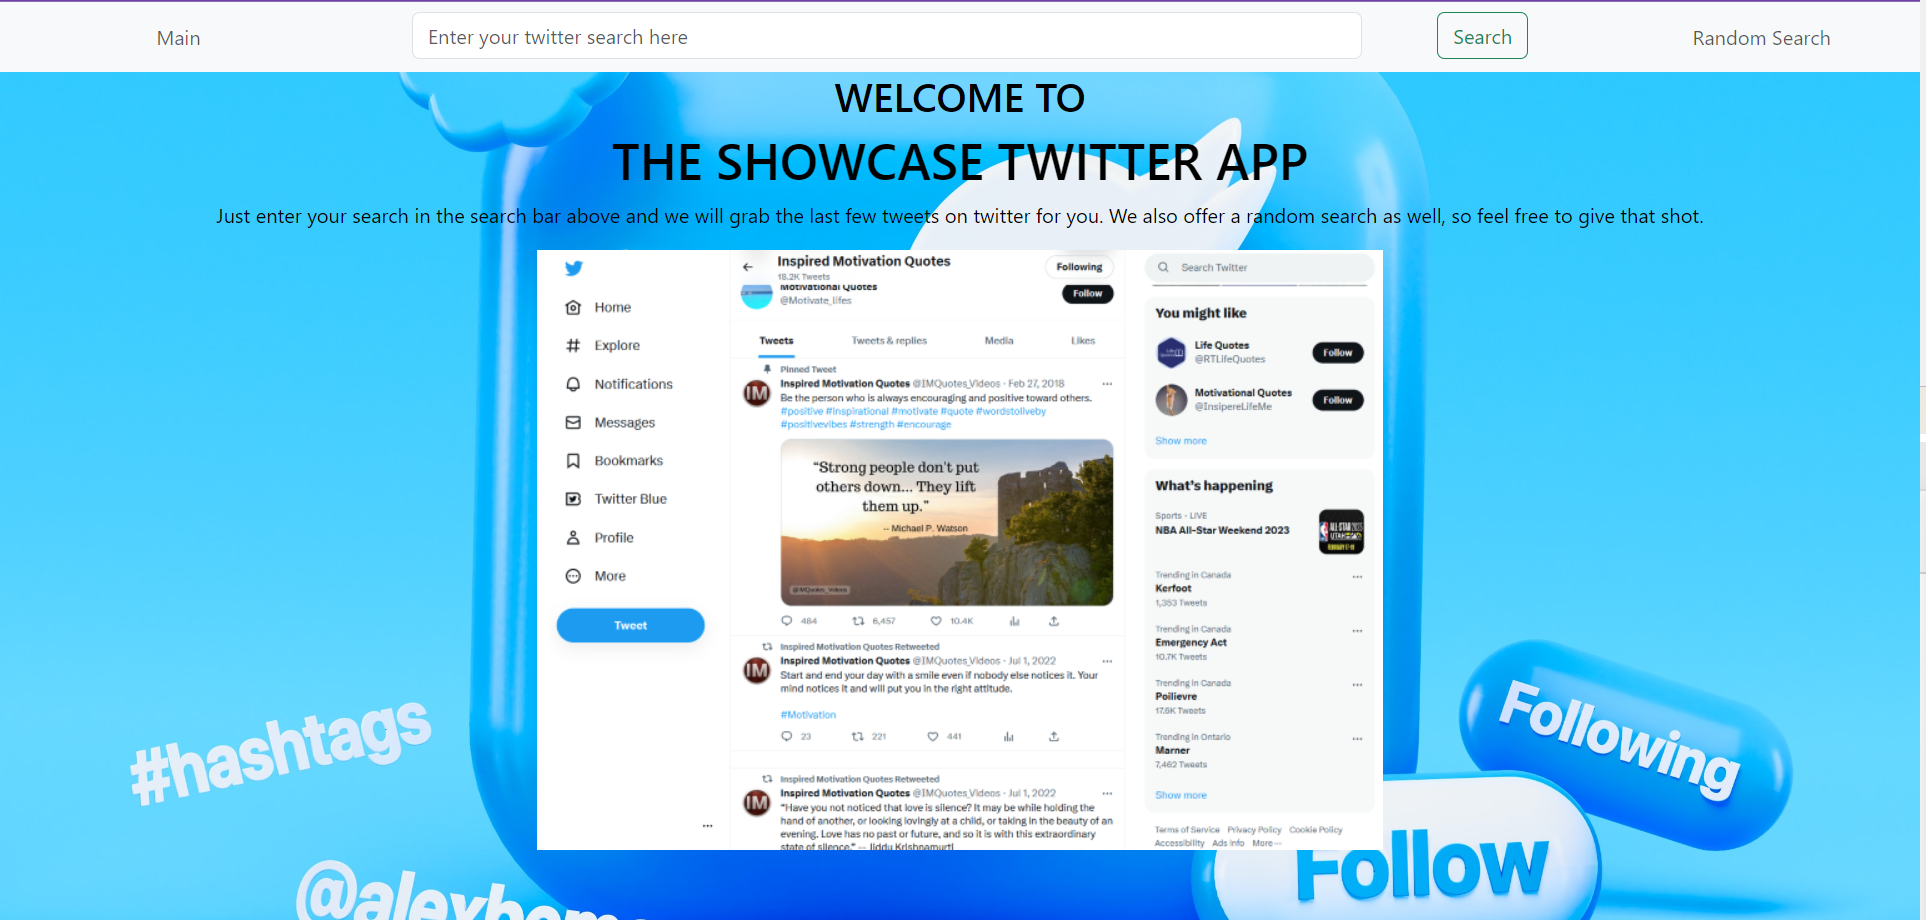 Main
Enter your twitter search here
Search
Random Search
WELCOME TO
THE SHOWCASE TWITTER APP
Just enter your search in the search bar above and we will grab the last few tweets on twitter for you. We also offer a random search as well, so feel free to give that shot.
Home
Explore
Notifications
Messages
Bookmarks
Twitter Blue
Profile
More
Tweet
Inspired Motivation Quotes
18.2K Tweets
Following
Motivational Quotes
@Motivate_lifes
Follow
Tweets Tweets & replies Media Likes
Pinned Tweet
Inspired Motivation Quotes @IMQuotes_Videos · Feb 27, 2018
IM
Be the person who is always encouraging and positive toward others.
#positive #inspirational #motivate #quote #wordstoliveby
#positivevibes #strength #encourage
“Strong people don't put
others down... They lift
them up.”
-- Michael P. Watson
@IMQuotes_Videos
484 6,457 10.4K
Inspired Motivation Quotes Retweeted
Inspired Motivation Quotes @IMQuotes_Videos · Jul 1, 2022
IM
Start and end your day with a smile even if nobody else notices it. Your
mind notices it and will put you in the right attitude.
#Motivation
23 221 441
Inspired Motivation Quotes Retweeted
Inspired Motivation Quotes @IMQuotes_Videos · Jul 1, 2022
IM
“Have you not noticed that love is silence? It may be while holding the
hand of another, or looking lovingly at a child, or taking in the beauty of an
evening. Love has no past or future, and so it is with this extraordinary
state of silence.” -- Jiddu Krishnamurti
Search Twitter
You might like
Life Quotes
@RTLifeQuotes
Follow
Motivational Quotes
@InsipereLifeMe
Follow
Show more
What's happening
Sports · LIVE
NBA All-Star Weekend 2023
ALL-STAR 2023
UTAH
FEBRUARY 17-19
Trending in Canada
Kerfoot
1,353 Tweets
Trending in Canada
Emergency Act
10.7K Tweets
Trending in Canada
Poilievre
17.6K Tweets
Trending in Ontario
Marner
7,462 Tweets
Show more
Terms of Service Privacy Policy Cookie Policy
Accessibility Ads info More
#hashtags
Following
Follow